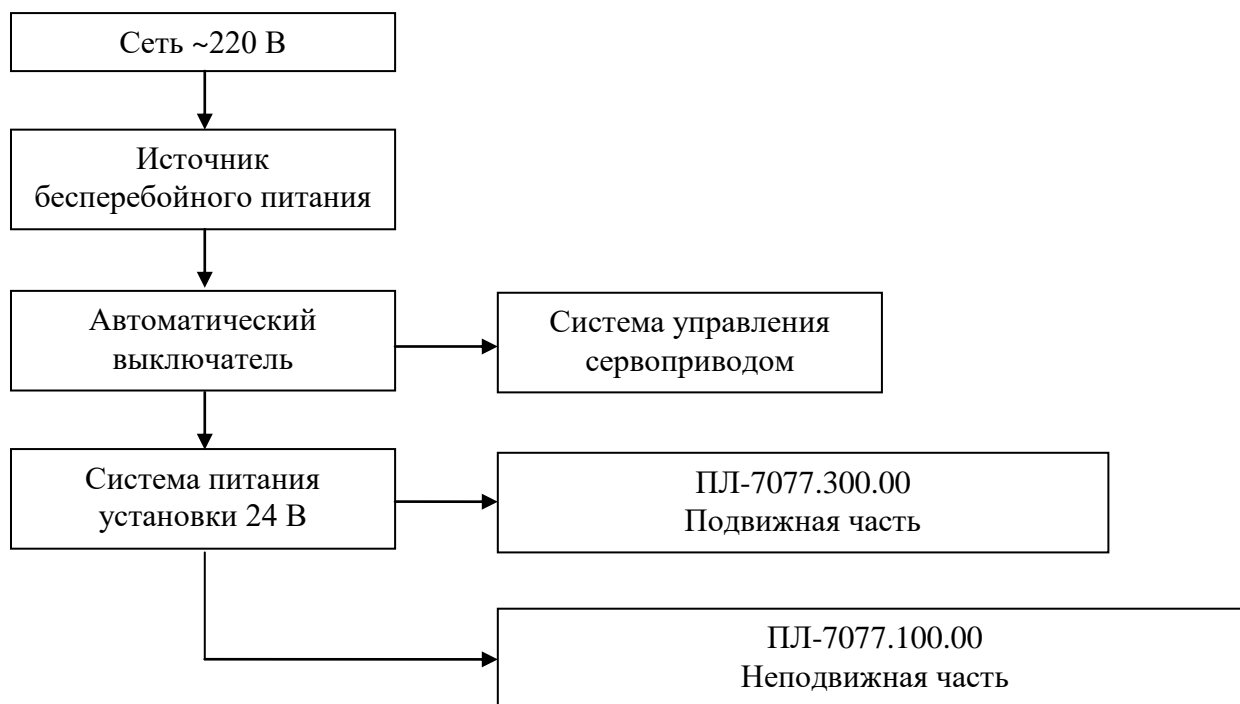 Сеть ~220 В
Источник
бесперебойного питания
Автоматический
выключатель
Система управления
сервоприводом
Система питания
установки 24 В
ПЛ-7077.300.00
Подвижная часть
ПЛ-7077.100.00
Неподвижная часть